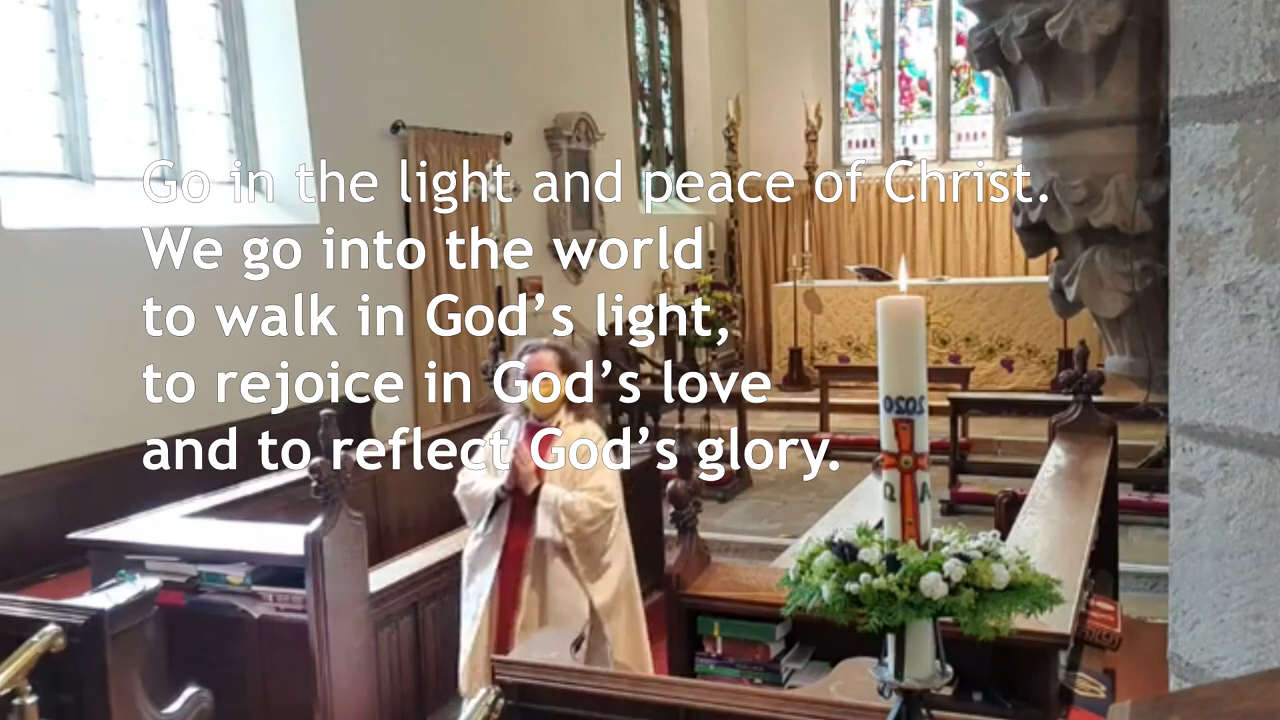 Go in the light and peace of Christ.
We go into the world
to walk in God’s light,
to rejoice in God’s love
and to reflect God’s glory.
2020
Ω A